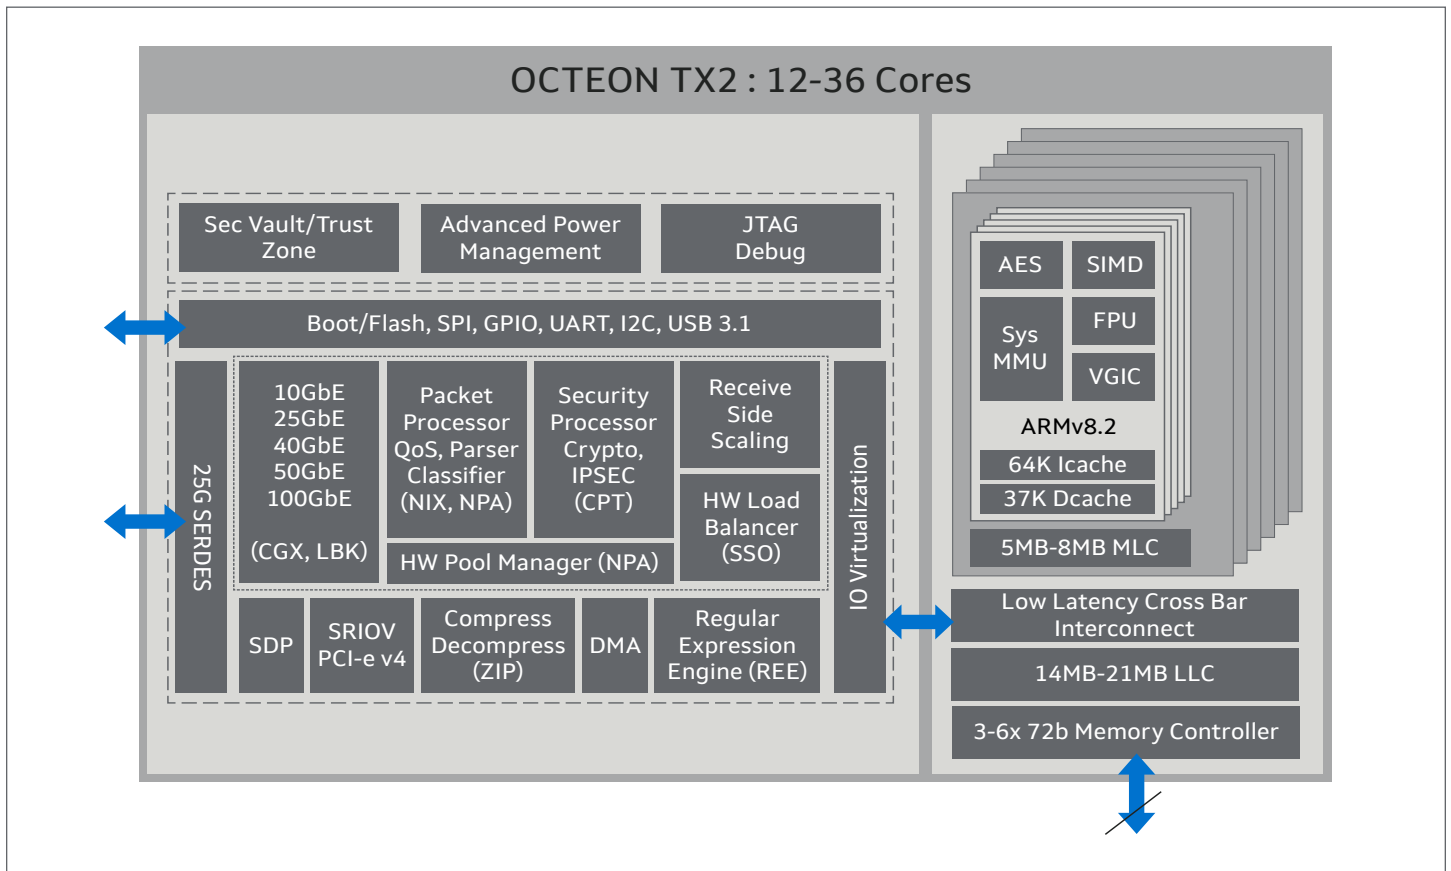 OCTEON TX2 : 12-36 Cores
Sec Vault/Trust
Zone
Advanced Power
Management
JTAG
Debug
Boot/Flash, SPI, GPIO, UART, I2C, USB 3.1
25G SERDES
10GbE
25GbE
40GbE
50GbE
100GbE
(CGX, LBK)
Packet
Processor
QoS, Parser
Classifier
(NIX, NPA)
Security
Processor
Crypto,
IPSEC
(CPT)
Receive
Side
Scaling
HW Load
Balancer
(SSO)
HW Pool Manager (NPA)
IO Virtualization
SDP
SRIOV
PCI-e v4
Compress
Decompress
(ZIP)
DMA
Regular
Expression
Engine (REE)
AES
SIMD
Sys
MMU
FPU
VGIC
ARMv8.2
64K Icache
37K Dcache
5MB-8MB MLC
Low Latency Cross Bar
Interconnect
14MB-21MB LLC
3-6x 72b Memory Controller